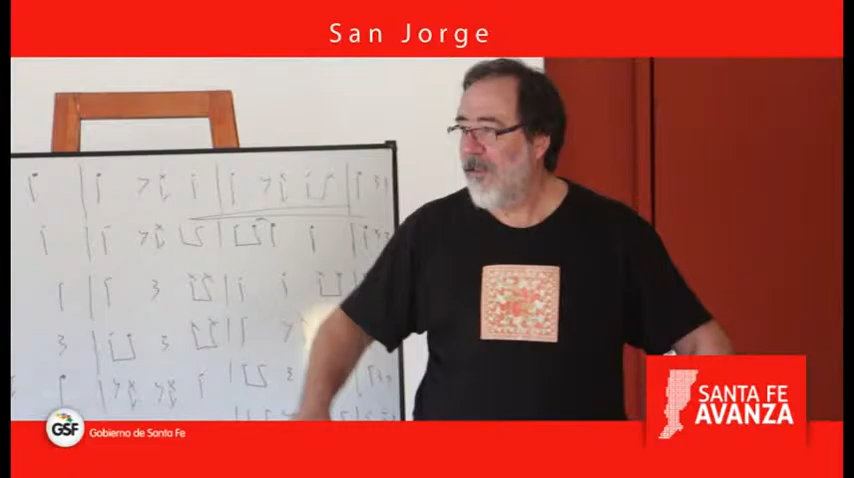 San Jorge
SANTA FE
AVANZA
GSF
Gobierno de Santa Fe